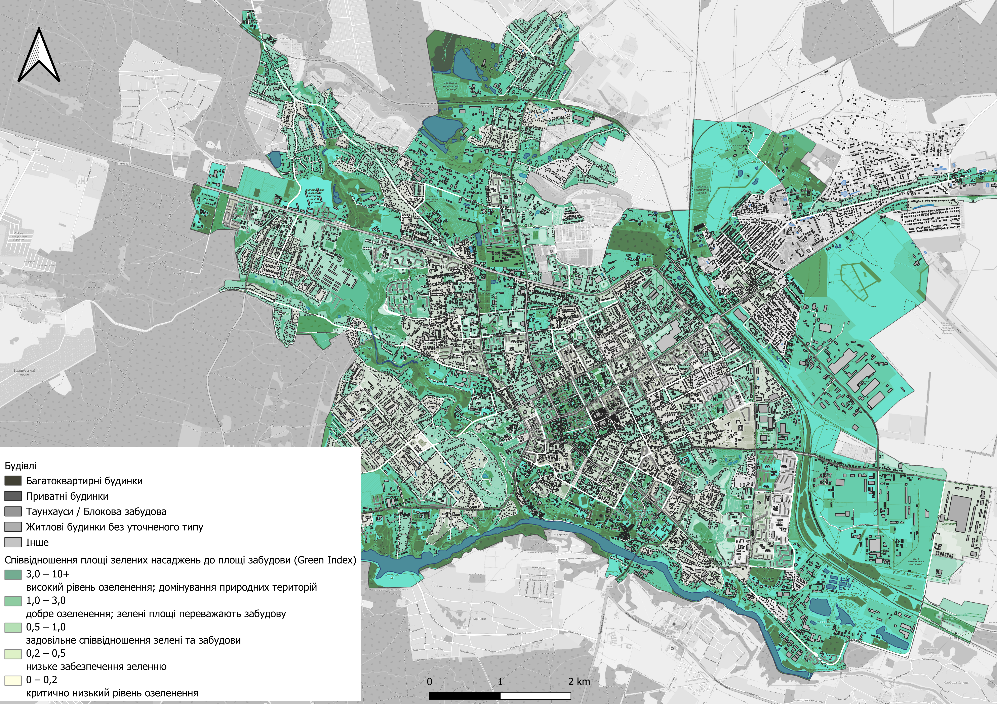 Будівлі
Багатоквартирні будинки
Приватні будинки
Таунхауси / Блокова забудова
Житлові будинки без уточненого типу
Інше
Співвідношення площі зелених насаджень до площі забудови (Green Index)
3,0 – 10+
високий рівень озеленення; домінування природних територій
1,0 – 3,0
добре озеленення; зелені площі переважають забудову
0,5 – 1,0
задовільне співвідношення зелені та забудови
0,2 – 0,5
низьке забезпечення зеленню
0 – 0,2
критично низький рівень озеленення
0 1 2 km